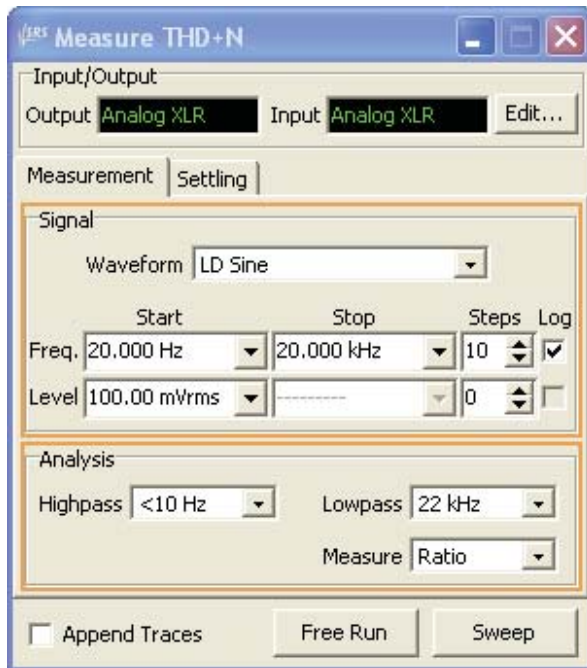 SRS Measure THD+N
Input/Output
Output Analog XLR Input Analog XLR Edit...
Measurement Settling
Signal
Waveform LD Sine
Start Stop Steps Log
Freq. 20.000 Hz 20.000 kHz 10
Level 100.00 mVrms --------- 0
Analysis
Highpass <10 Hz Lowpass 22 kHz
Measure Ratio
Append Traces Free Run Sweep